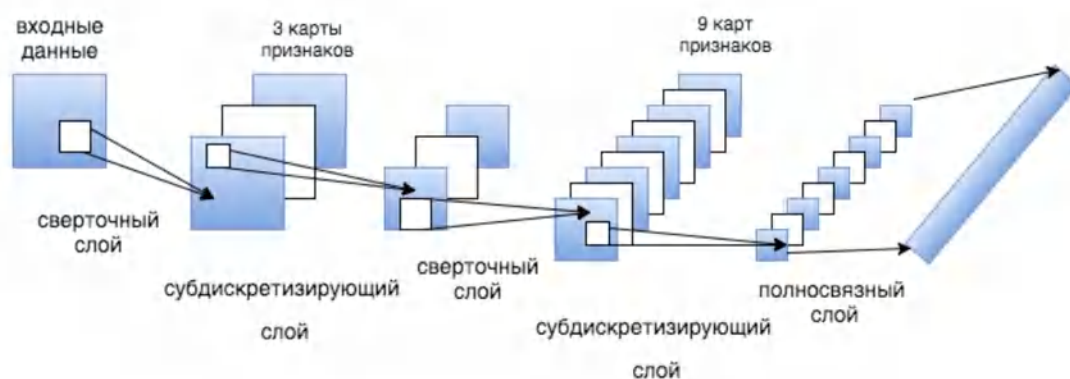 входные
данные
3 карты
признаков
9 карт
признаков
сверточный
слой
субдискретизирующий
слой
сверточный
слой
субдискретизирующий
слой
полносвязный
слой